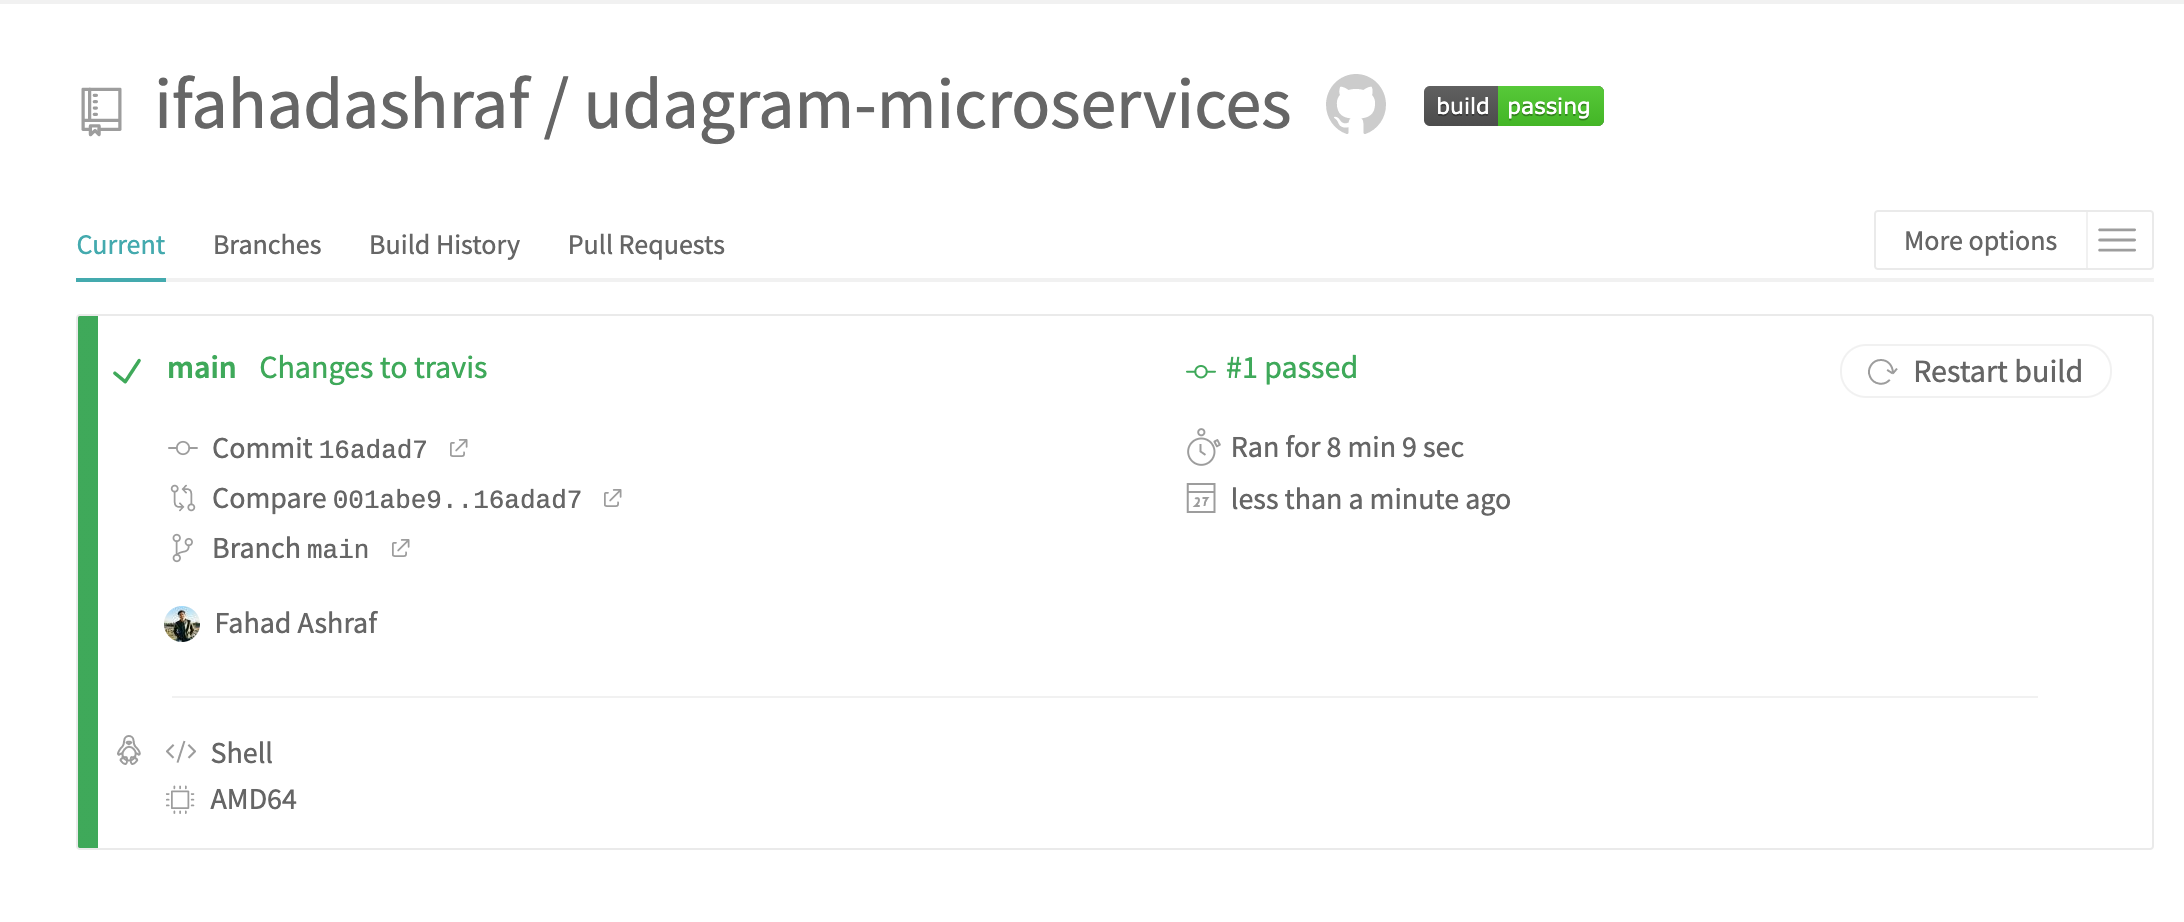 ifahadashraf / udagram-microservices build passing
Current Branches Build History Pull Requests More options
main Changes to travis
#1 passed
Restart build
Commit 16adad7
Compare 001abe9..16adad7
Branch main
Ran for 8 min 9 sec
27 less than a minute ago
Fahad Ashraf
</> Shell
AMD64